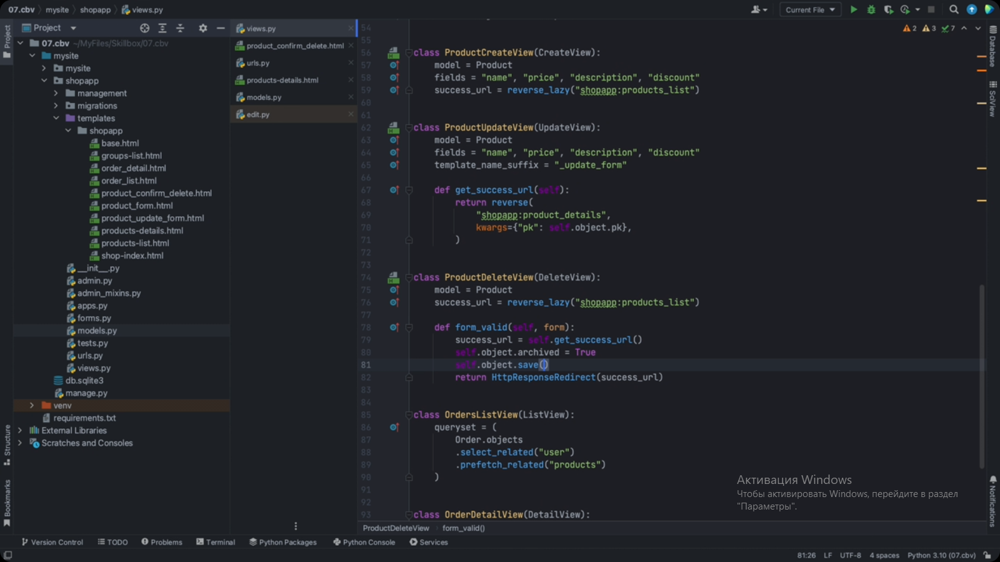 07.cbv mysite shopapp views.py
Current File
Project
views.py
54
2 3 7
07.cbv ~/MyFiles/Skillbox/07.cbv
mysite
mysite
shopapp
management
migrations
templates
shopapp
base.html
groups-list.html
order_detail.html
order_list.html
product_confirm_delete.html
product_form.html
product_update_form.html
products-details.html
products-list.html
shop-index.html
__init__.py
admin.py
admin_mixins.py
apps.py
forms.py
models.py
tests.py
urls.py
views.py
db.sqlite3
manage.py
venv
requirements.txt
External Libraries
Scratches and Consoles
product_confirm_delete.html
urls.py
products-details.html
models.py
edit.py
55
56 class ProductCreateView(CreateView):
57 model = Product
58 fields = "name", "price", "description", "discount"
59 success_url = reverse_lazy("shopapp:products_list")
60
61
62 class ProductUpdateView(UpdateView):
63 model = Product
64 fields = "name", "price", "description", "discount"
65 template_name_suffix = "_update_form"
66
67 def get_success_url(self):
68 return reverse(
69 "shopapp:product_details",
70 kwargs={"pk": self.object.pk},
71 )
72
73
74 class ProductDeleteView(DeleteView):
75 model = Product
76 success_url = reverse_lazy("shopapp:products_list")
77
78 def form_valid(self, form):
79 success_url = self.get_success_url()
80 self.object.archived = True
81 self.object.save()
82 return HttpResponseRedirect(success_url)
83
84
85 class OrdersListView(ListView):
86 queryset = (
87 Order.objects
88 .select_related("user")
89 .prefetch_related("products")
90 )
91
92
93 class OrderDetailView(DetailView):
ProductDeleteView form_valid()
Project
Structure
Bookmarks
Database
SciView
Notifications
Активация Windows
Чтобы активировать Windows, перейдите в раздел
"Параметры".
Version Control TODO Problems Terminal Python Packages Python Console Services
81:26 LF UTF-8 4 spaces Python 3.10 (07.cbv)